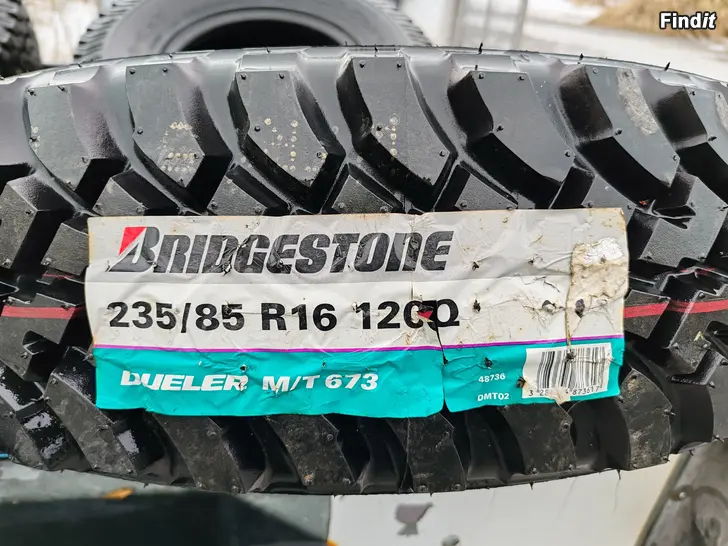 Findit
BRIDGESTONE
235/85 R16 120Q
DUELER M/T 673
48736
DMT02